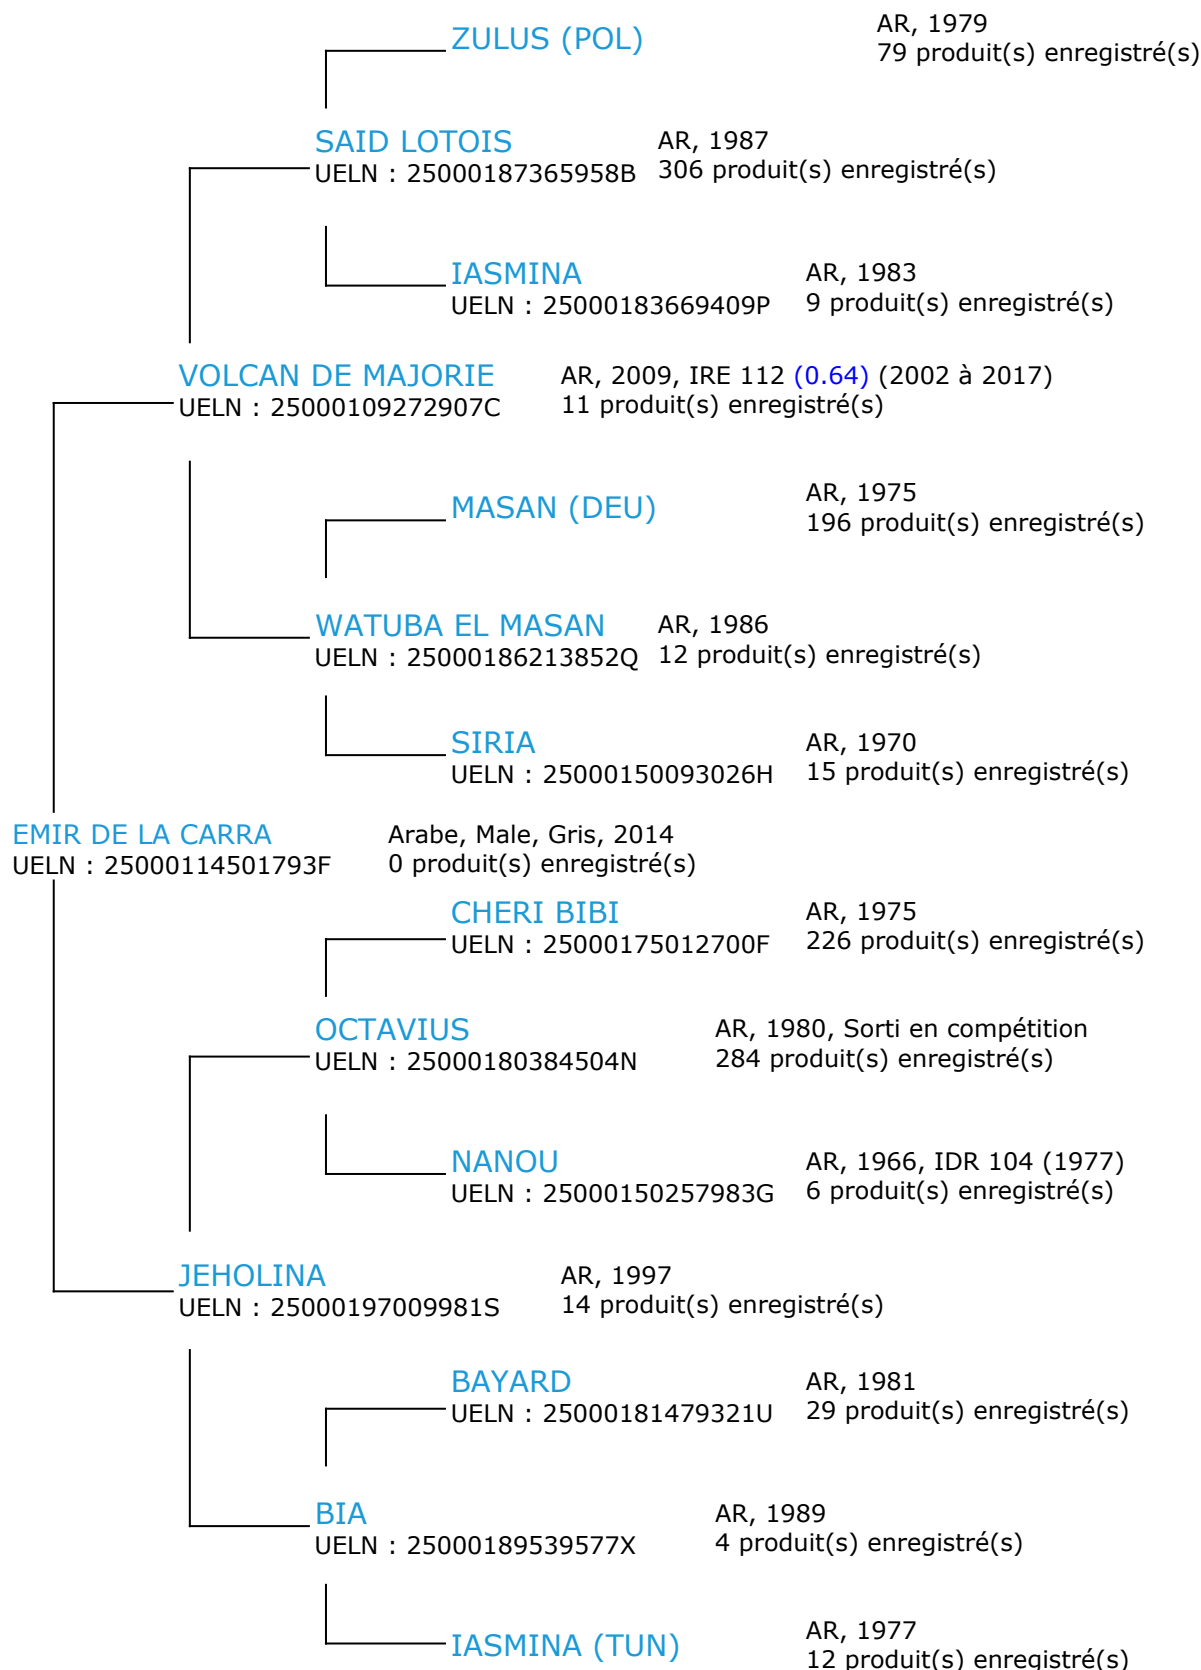 ZULUS (POL)
AR, 1979
79 produit(s) enregistré(s)
SAID LOTOIS
UELN : 25000187365958B
AR, 1987
306 produit(s) enregistré(s)
IASMINA
UELN : 25000183669409P
AR, 1983
9 produit(s) enregistré(s)
VOLCAN DE MAJORIE
UELN : 25000109272907C
AR, 2009, IRE 112 (0.64) (2002 à 2017)
11 produit(s) enregistré(s)
MASAN (DEU)
AR, 1975
196 produit(s) enregistré(s)
WATUBA EL MASAN
UELN : 25000186213852Q
AR, 1986
12 produit(s) enregistré(s)
SIRIA
UELN : 25000150093026H
AR, 1970
15 produit(s) enregistré(s)
EMIR DE LA CARRA
UELN : 25000114501793F
Arabe, Male, Gris, 2014
0 produit(s) enregistré(s)
CHERI BIBI
UELN : 25000175012700F
AR, 1975
226 produit(s) enregistré(s)
OCTAVIUS
UELN : 25000180384504N
AR, 1980, Sorti en compétition
284 produit(s) enregistré(s)
NANOU
UELN : 25000150257983G
AR, 1966, IDR 104 (1977)
6 produit(s) enregistré(s)
JEHOLINA
UELN : 25000197009981S
AR, 1997
14 produit(s) enregistré(s)
BAYARD
UELN : 25000181479321U
AR, 1981
29 produit(s) enregistré(s)
BIA
UELN : 25000189539577X
AR, 1989
4 produit(s) enregistré(s)
IASMINA (TUN)
AR, 1977
12 produit(s) enregistré(s)